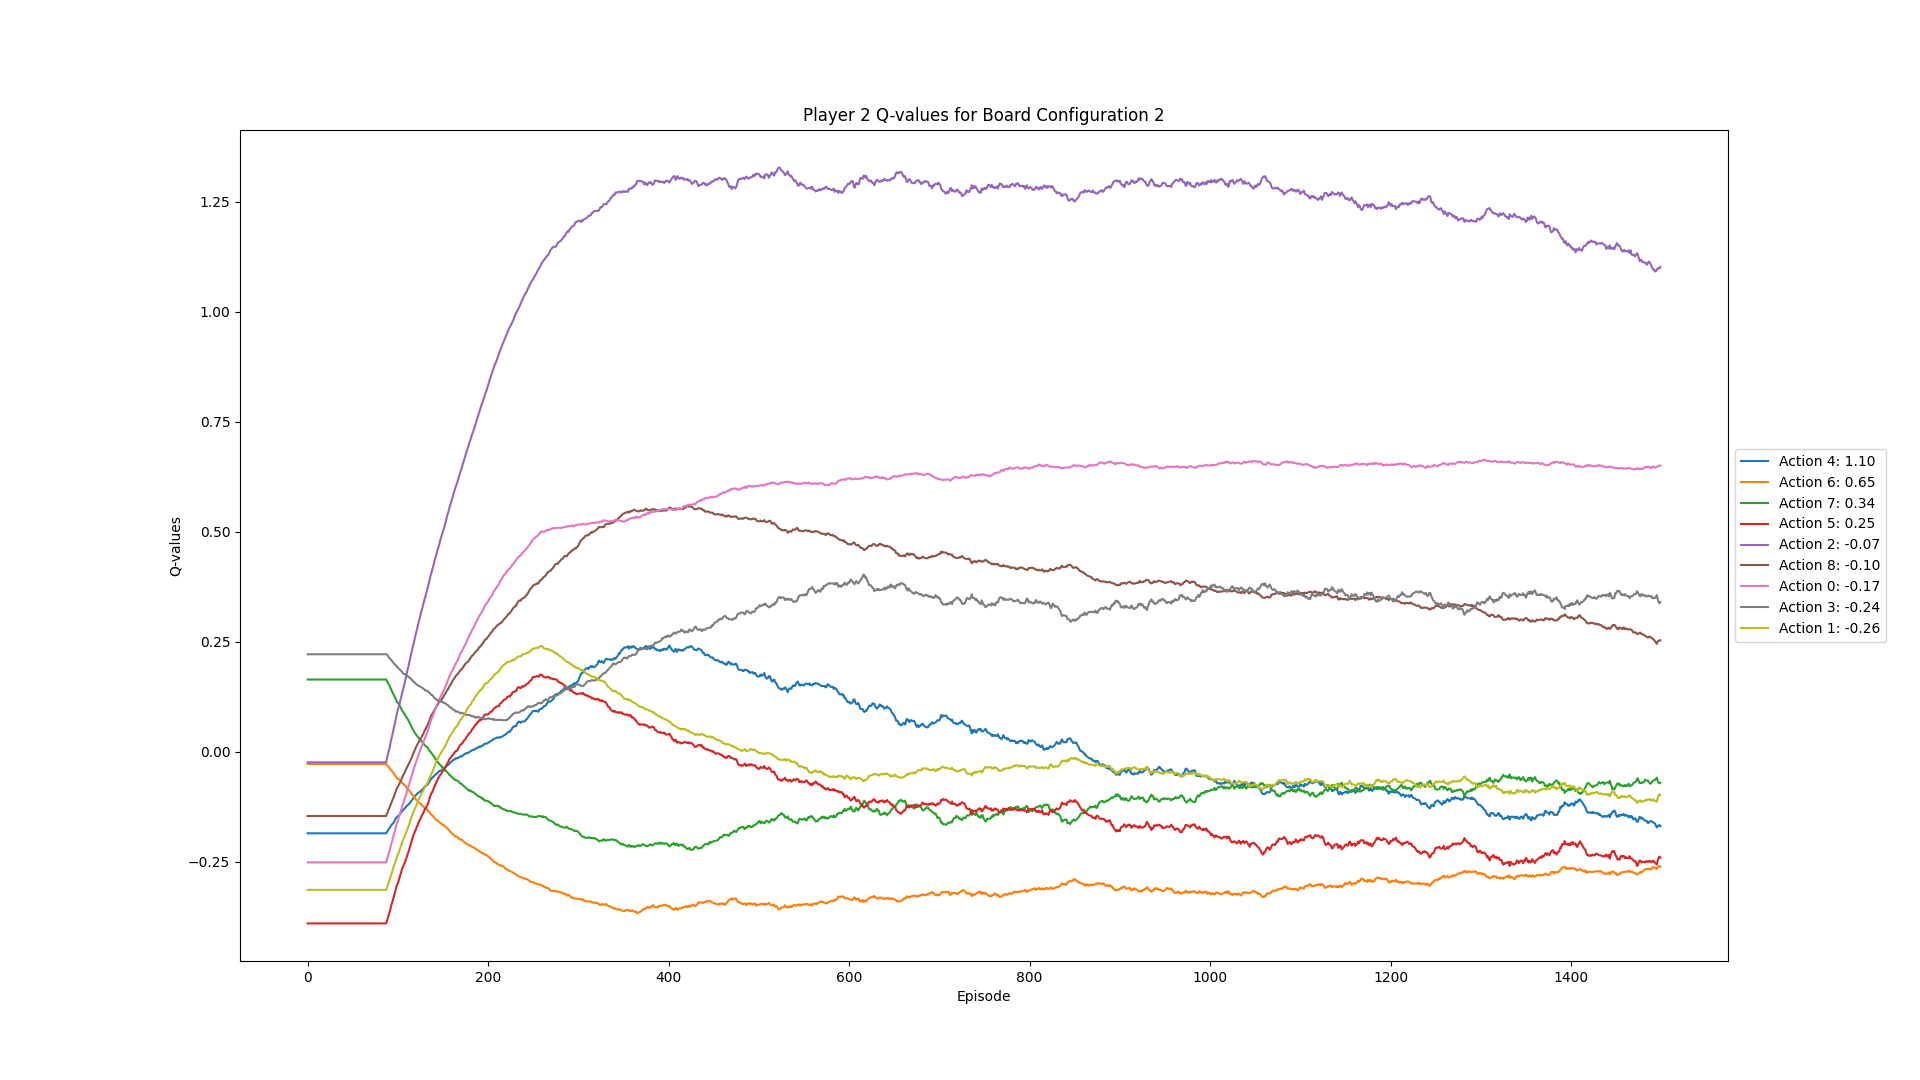 Player 2 Q-values for Board Configuration 2
1.25
1.00
0.75
0.50
0.25
0.00
−0.25
Q-values
0
200
400
600
800
1000
1200
1400
Episode
Action 4: 1.10
Action 6: 0.65
Action 7: 0.34
Action 5: 0.25
Action 2: -0.07
Action 8: -0.10
Action 0: -0.17
Action 3: -0.24
Action 1: -0.26